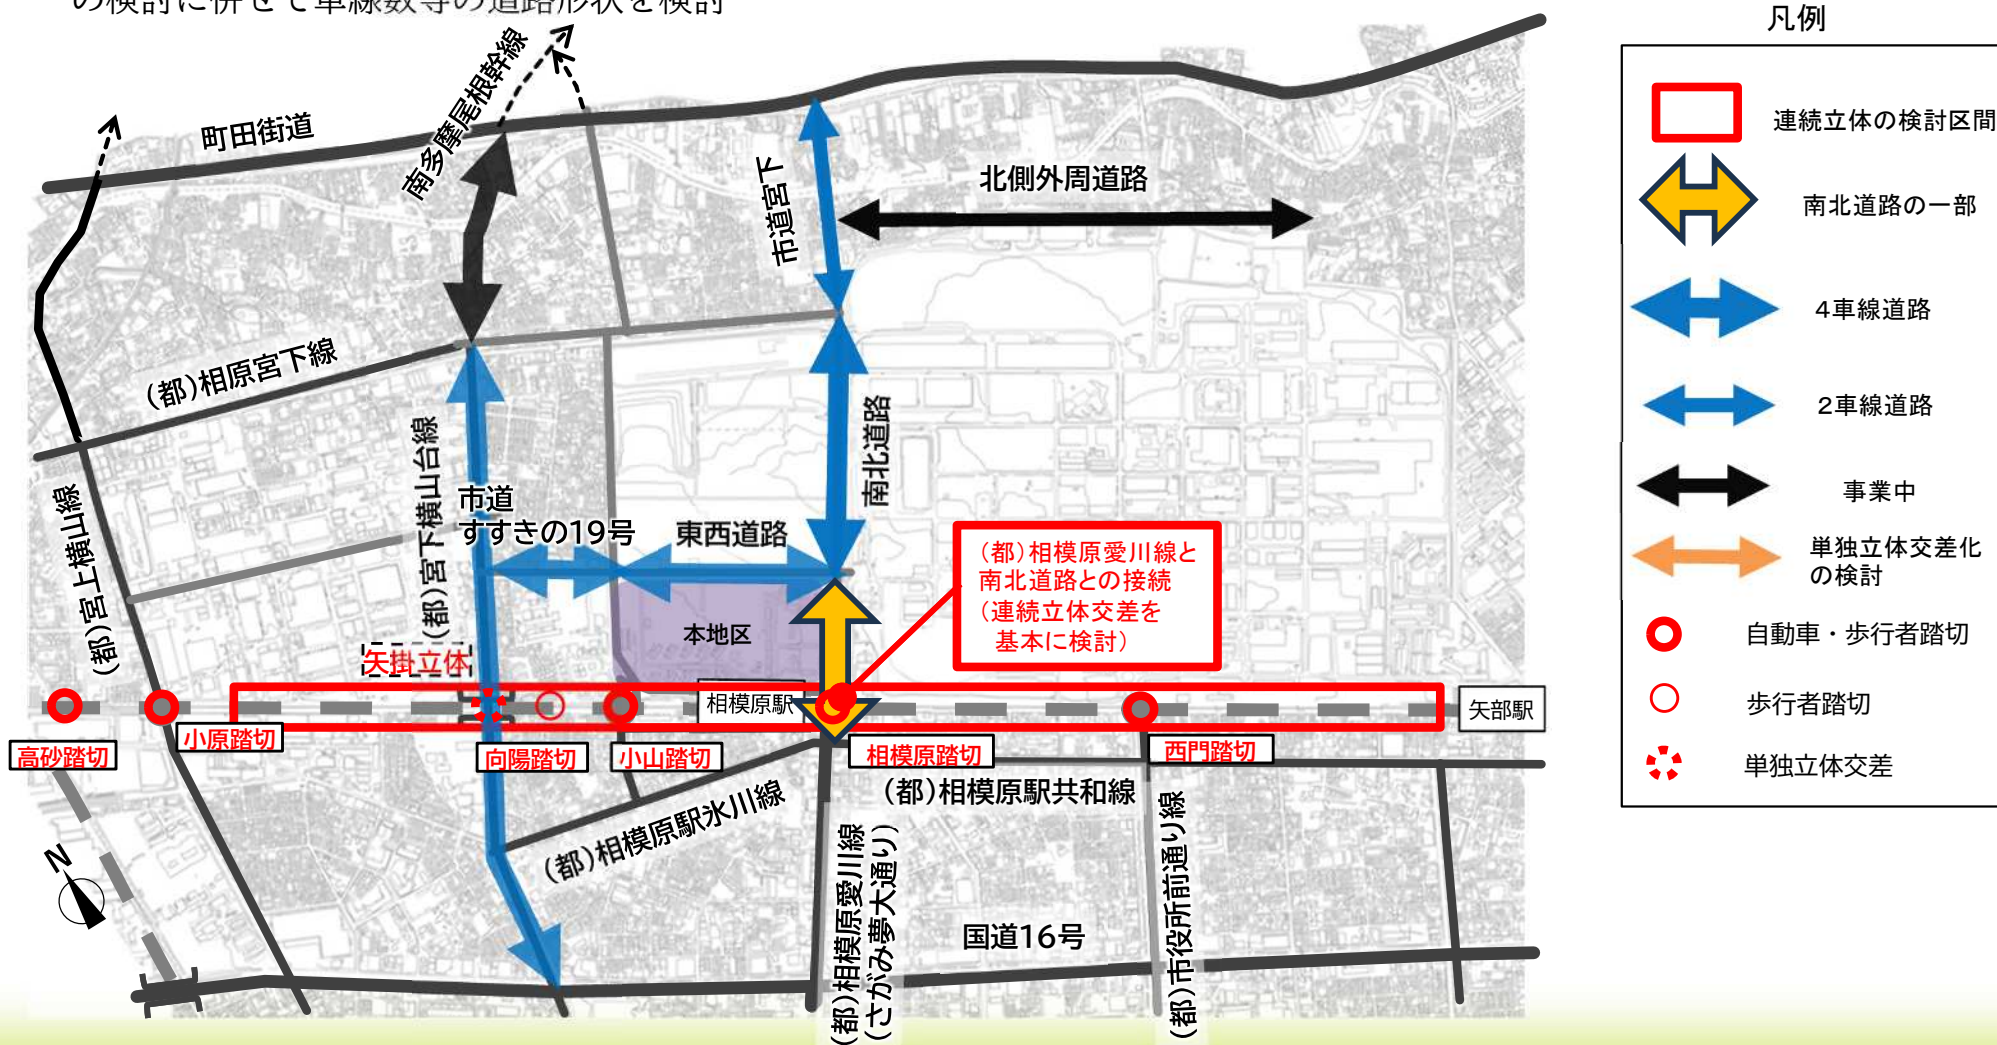 の検討に併せて車線数等の道路形状を検討
凡例
連続立体の検討区間
南北道路の一部
4車線道路
2車線道路
事業中
単独立体交差化
の検討
自動車・歩行者踏切
歩行者踏切
単独立体交差
町田街道
南多摩尾根幹線
市道宮下
北側外周道路
(都)相原宮下線
(都)宮下横山台線
南北道路
(都)宮上横山線
市道
すすきの19号
東西道路
(都)相模原愛川線と
南北道路との接続
(連続立体交差を
基本に検討)
本地区
矢掛立体
相模原駅
矢部駅
高砂踏切
小原踏切
向陽踏切
小山踏切
相模原踏切
西門踏切
(都)相模原駅共和線
(都)相模原駅氷川線
(都)相模原愛川線
(さがみ夢大通り)
(都)市役所前通り線
国道16号
N